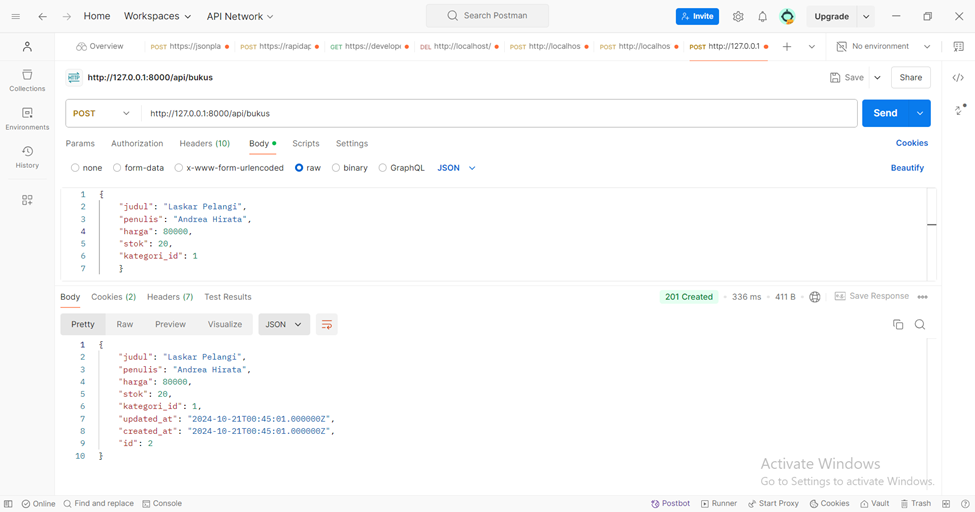 Home Workspaces API Network Search Postman Invite Upgrade
Overview POST https://jsonpla POST https://rapidap GET https://develop DEL http://localhost/ POST http://localhos POST http://localhos POST http://127.0.0.1 No environment
HTTP http://127.0.0.1:8000/api/bukus Save Share
Collections
Environments
History
POST http://127.0.0.1:8000/api/bukus Send
Params Authorization Headers (10) Body Scripts Settings Cookies
none form-data x-www-form-urlencoded raw binary GraphQL JSON Beautify
1 {
2 "judul": "Laskar Pelangi",
3 "penulis": "Andrea Hirata",
4 "harga": 80000,
5 "stok": 20,
6 "kategori_id": 1
7 }
Body Cookies (2) Headers (7) Test Results 201 Created 336 ms 411 B Save Response
Pretty Raw Preview Visualize JSON
1 {
2 "judul": "Laskar Pelangi",
3 "penulis": "Andrea Hirata",
4 "harga": 80000,
5 "stok": 20,
6 "kategori_id": 1,
7 "updated_at": "2024-10-21T00:45:01.000000Z",
8 "created_at": "2024-10-21T00:45:01.000000Z",
9 "id": 2
10 }
Activate Windows
Go to Settings to activate Windows.
Online Find and replace Console Postbot Runner Start Proxy Cookies Vault Trash